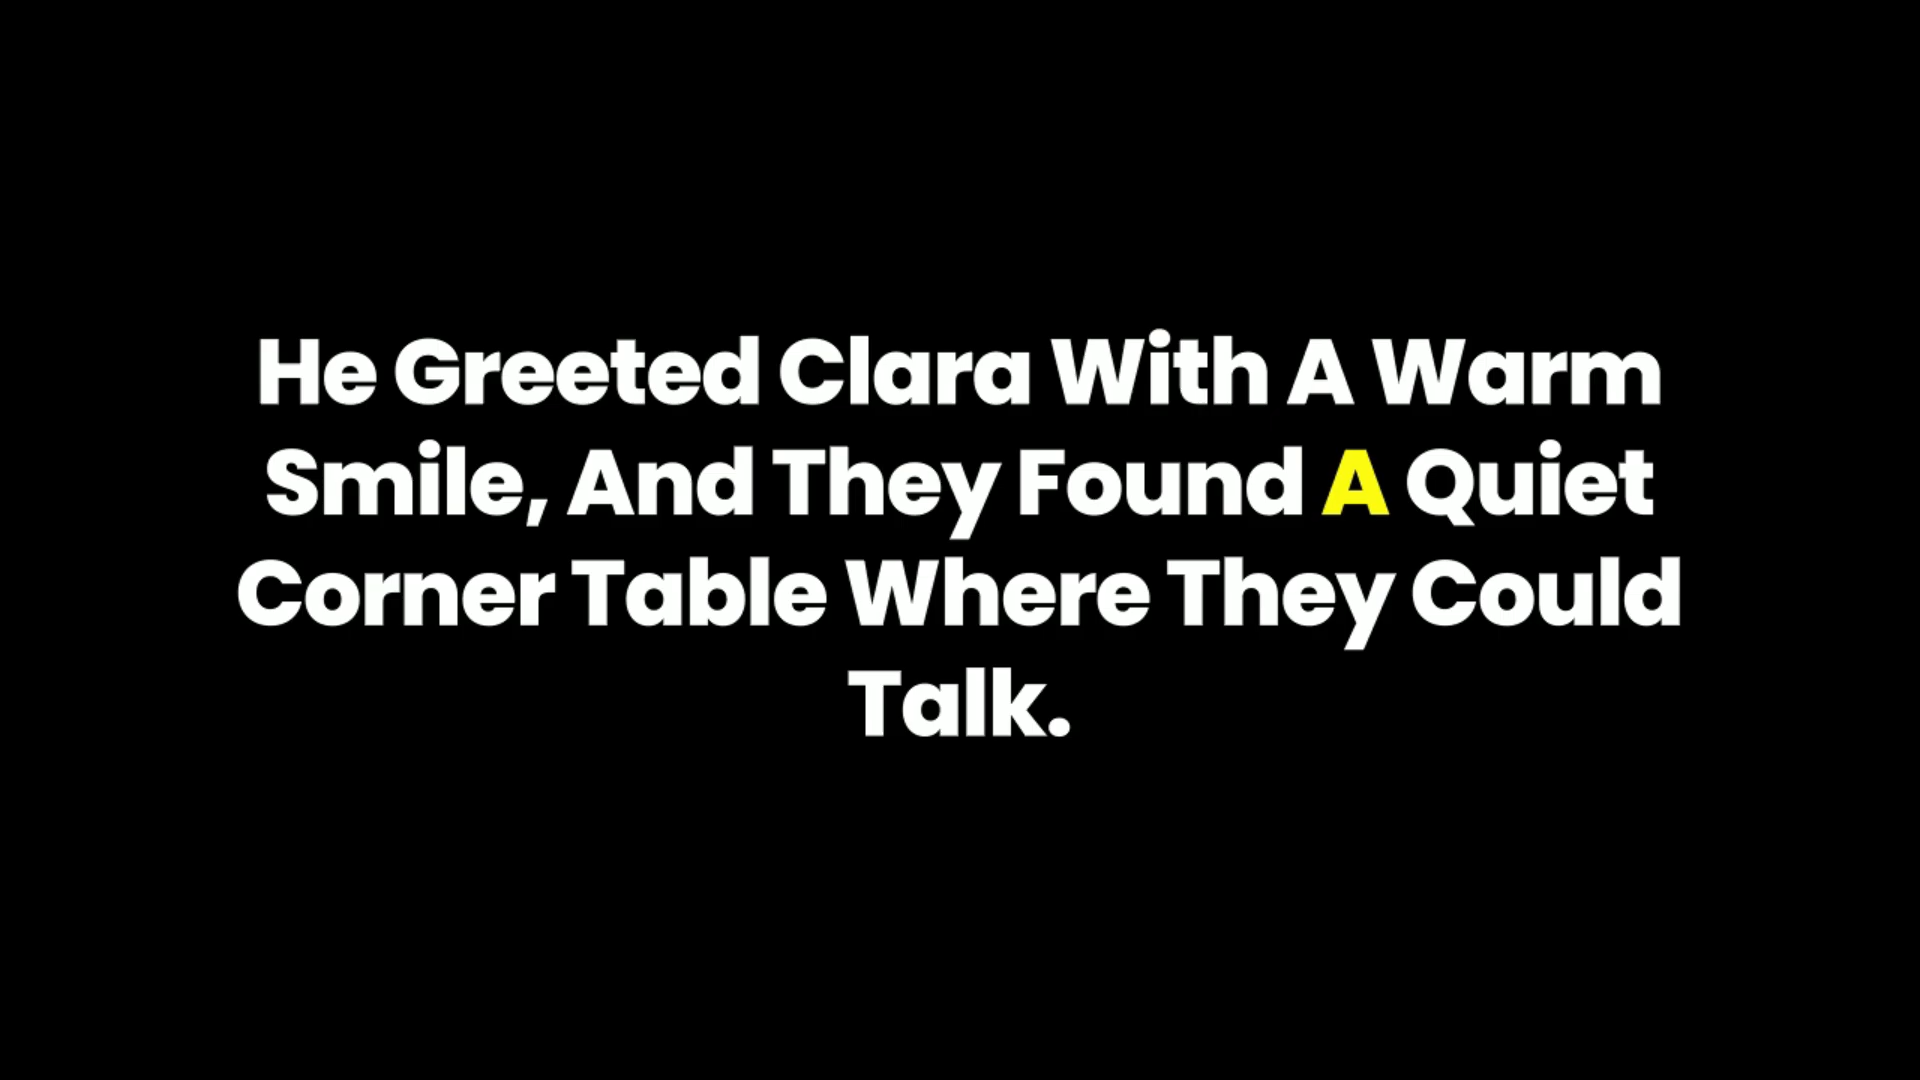 He Greeted Clara With A Warm
Smile, And They Found A Quiet
Corner Table Where They Could
Talk.